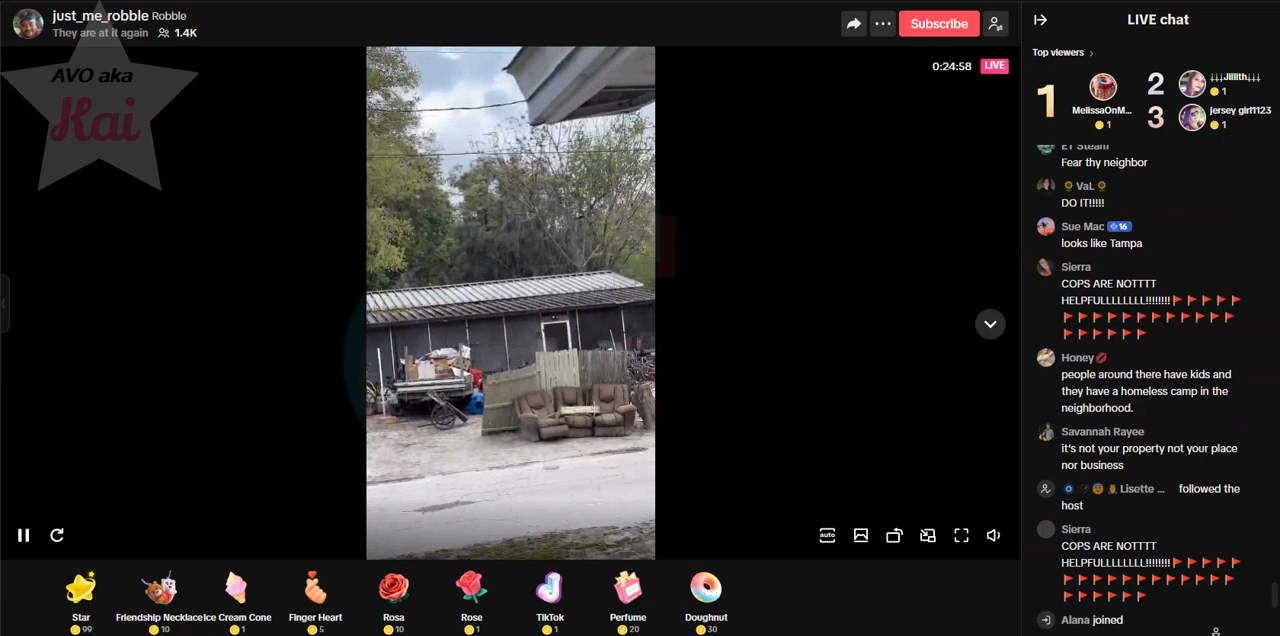 just_me_robble Robble
They are at it again 1.4K
Subscribe
AVO aka
Kai
0:24:58 LIVE
auto
Star
99
Friendship Necklace
10
Ice Cream Cone
1
Finger Heart
5
Rosa
10
Rose
1
TikTok
1
Perfume
20
Doughnut
30
LIVE chat
Top viewers
1
MelissaOnM...
1
2
↓↓↓Jillith↓↓↓
1
3
jersey girl1123
1
ET Steam
Fear thy neighbor
VaL
DO IT!!!!!
Sue Mac 16
looks like Tampa
Sierra
COPS ARE NOTTTT
HELPFULLLLLLLL!!!!!!!!🚩🚩🚩🚩🚩
🚩🚩🚩🚩🚩🚩🚩🚩🚩🚩🚩🚩
🚩🚩🚩🚩🚩🚩
Honey💋
people around there have kids and
they have a homeless camp in the
neighborhood.
Savannah Rayee
it's not your property not your place
nor business
Lisette ... followed the
host
Sierra
COPS ARE NOTTTT
HELPFULLLLLLLL!!!!!!!!🚩🚩🚩🚩🚩
🚩🚩🚩🚩🚩🚩🚩🚩🚩🚩🚩🚩
🚩🚩🚩🚩🚩🚩
Alana joined